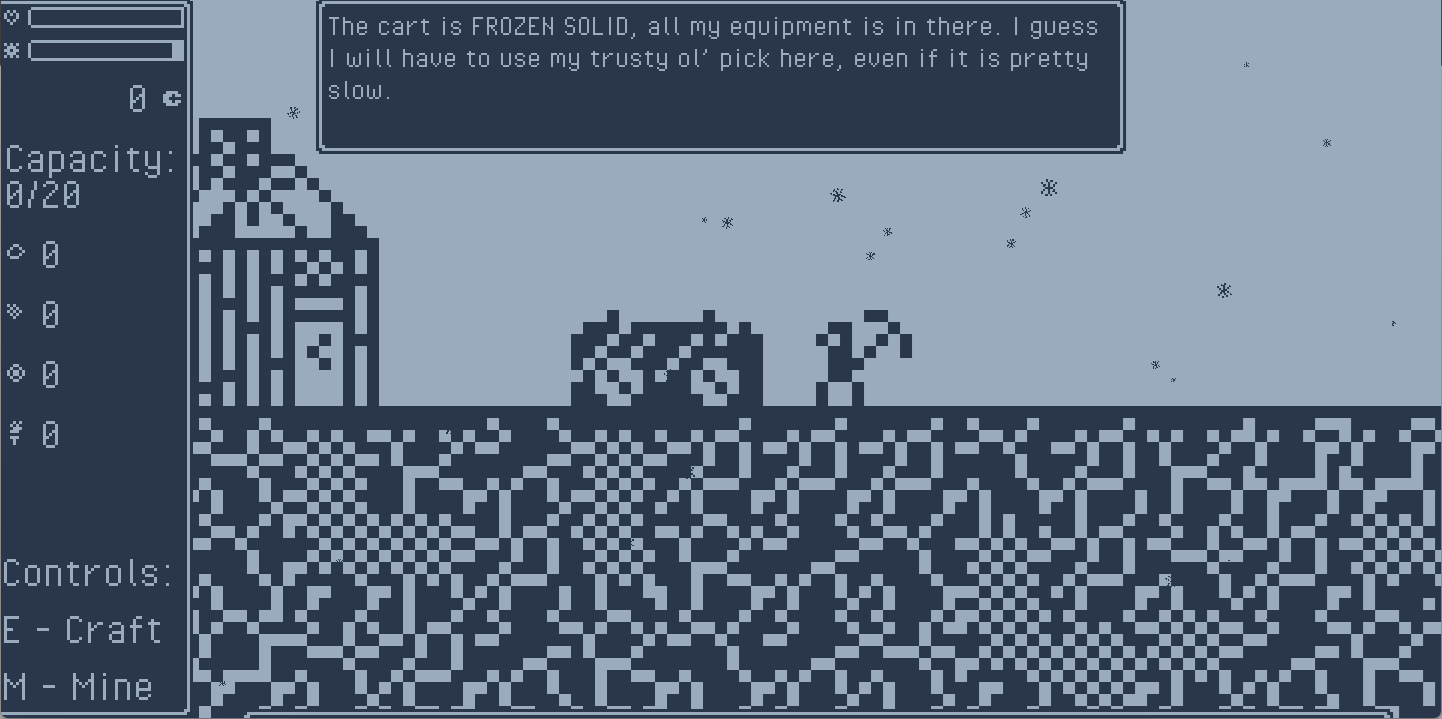 The cart is FROZEN SOLID, all my equipment is in there. I guess
I will have to use my trusty ol' pick here, even if it is pretty
slow.
0
Capacity:
0/20
0
0
0
0
Controls:
E - Craft
M - Mine